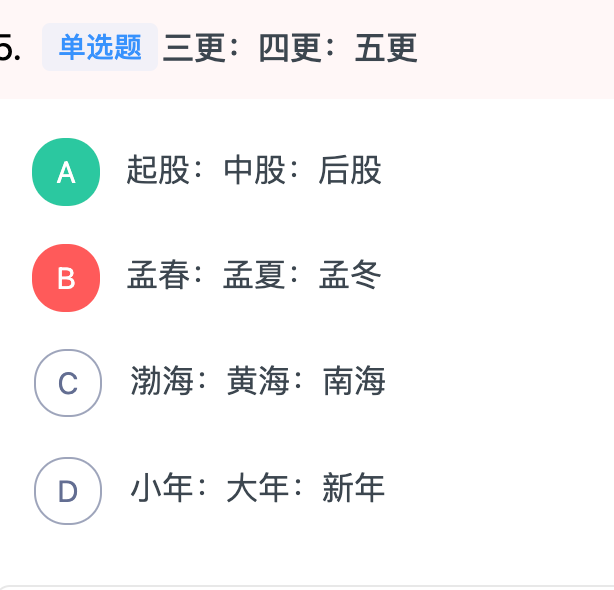 5. 单选题 三更：四更：五更
A 起股：中股：后股
B 孟春：孟夏：孟冬
C 渤海：黄海：南海
D 小年：大年：新年